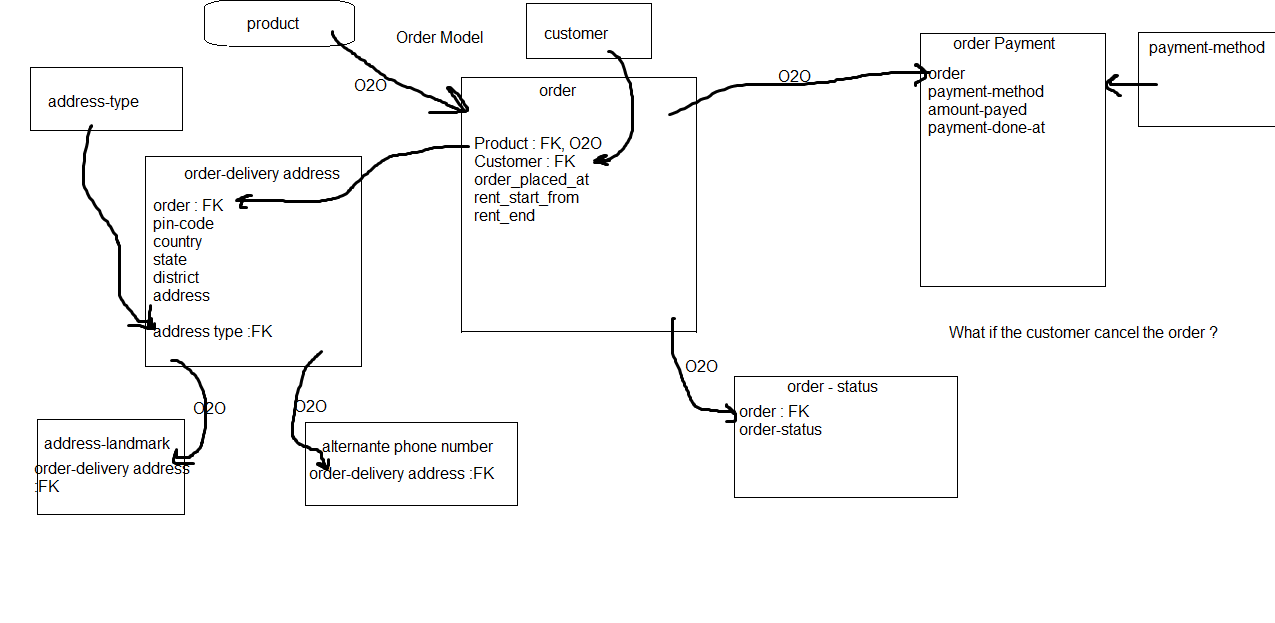 product
Order Model
customer
order Payment
payment-method
address-type
O2O
O2O
order
order
payment-method
amount-payed
payment-done-at
Product : FK, O2O
Customer : FK
order_placed_at
rent_start_from
rent_end
order-delivery address
order : FK
pin-code
country
state
district
address
address type :FK
What if the customer cancel the order ?
O2O
order - status
order : FK
order-status
O2O
O2O
address-landmark
order-delivery address
:FK
alternante phone number
order-delivery address :FK